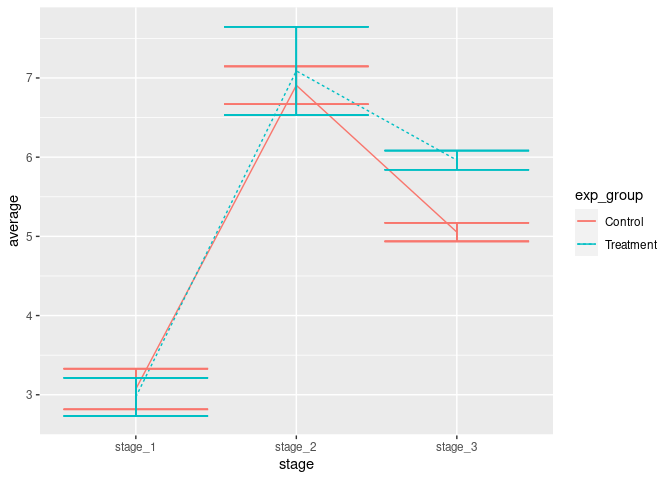 average
7
6
5
4
3
stage_1 stage_2 stage_3
stage
exp_group
Control
Treatment